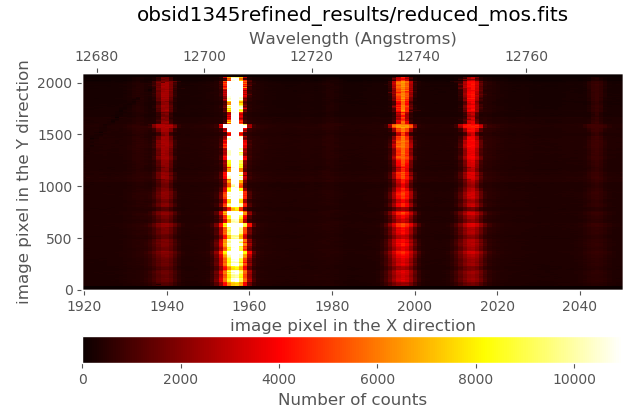 obsid1345refined_results/reduced_mos.fits
Wavelength (Angstroms)
12680 12700 12720 12740 12760
image pixel in the Y direction
2000
1500
1000
500
0
1920 1940 1960 1980 2000 2020 2040
image pixel in the X direction
0 2000 4000 6000 8000 10000
Number of counts